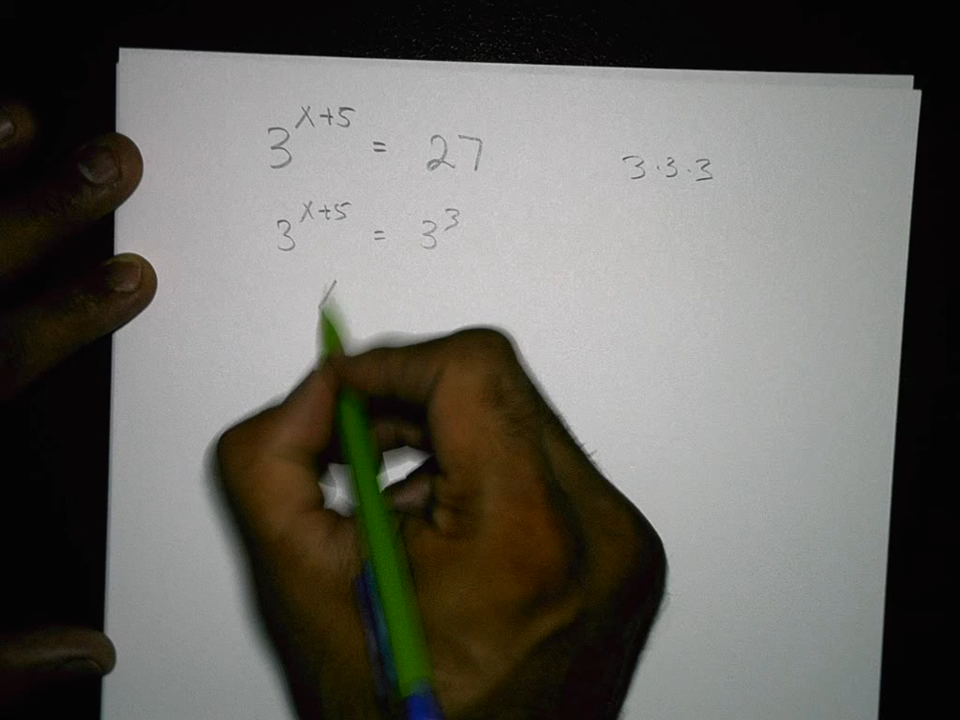 3^{x+5} = 27
3 · 3 · 3
3^{x+5} = 3^3